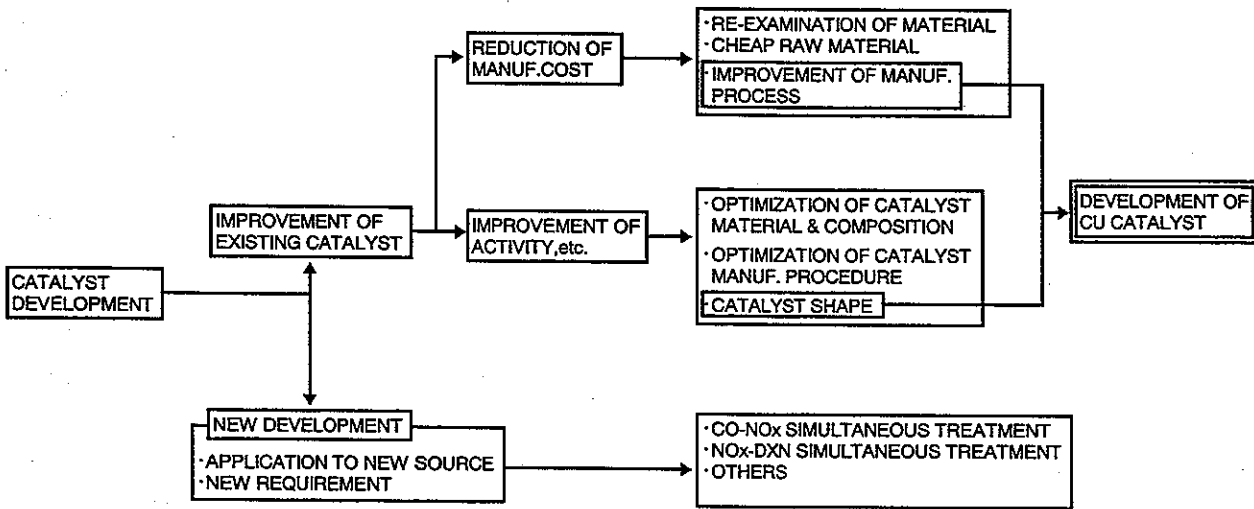 REDUCTION OF
MANUF.COST
·RE-EXAMINATION OF MATERIAL
·CHEAP RAW MATERIAL
·IMPROVEMENT OF MANUF.
PROCESS
IMPROVEMENT OF
EXISTING CATALYST
IMPROVEMENT OF
ACTIVITY,etc.
·OPTIMIZATION OF CATALYST
MATERIAL & COMPOSITION
·OPTIMIZATION OF CATALYST
MANUF. PROCEDURE
·CATALYST SHAPE
DEVELOPMENT OF
CU CATALYST
CATALYST
DEVELOPMENT
NEW DEVELOPMENT
·APPLICATION TO NEW SOURCE
·NEW REQUIREMENT
·CO-NOx SIMULTANEOUS TREATMENT
·NOx-DXN SIMULTANEOUS TREATMENT
·OTHERS